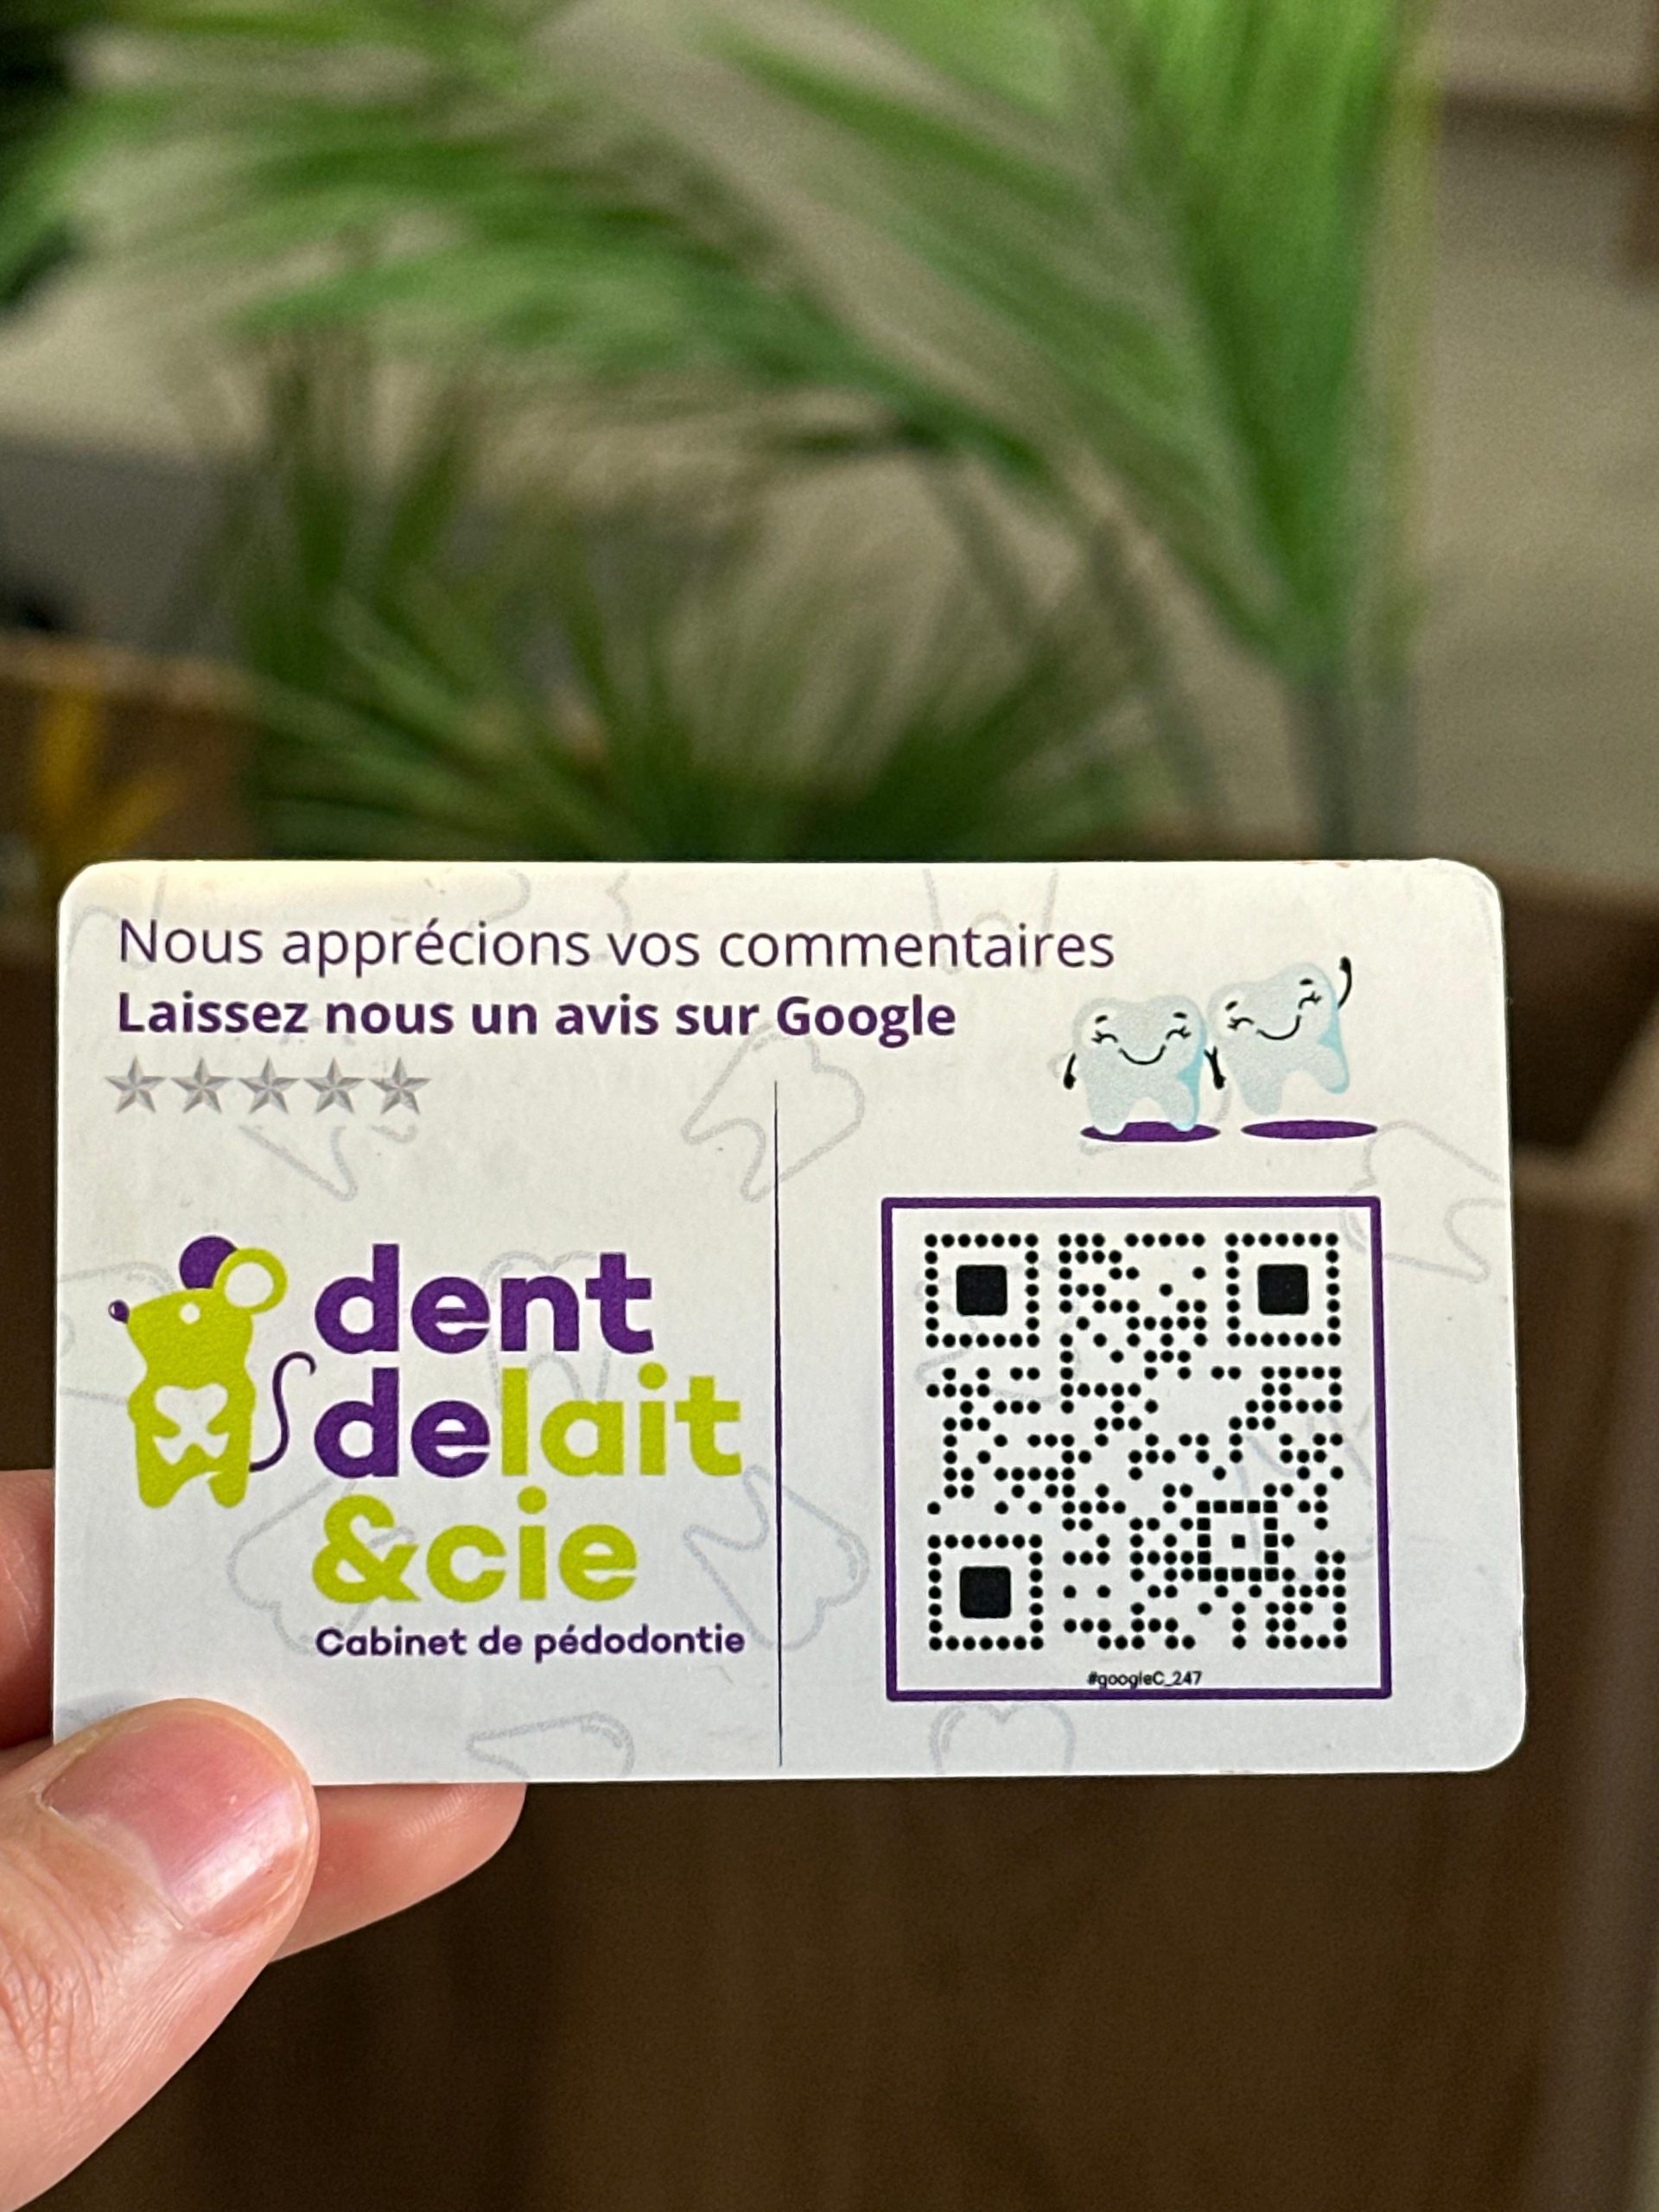 Nous apprécions vos commentaires
Laissez nous un avis sur Google
dent
delait
&cie
Cabinet de pédodontie
#googleC_247